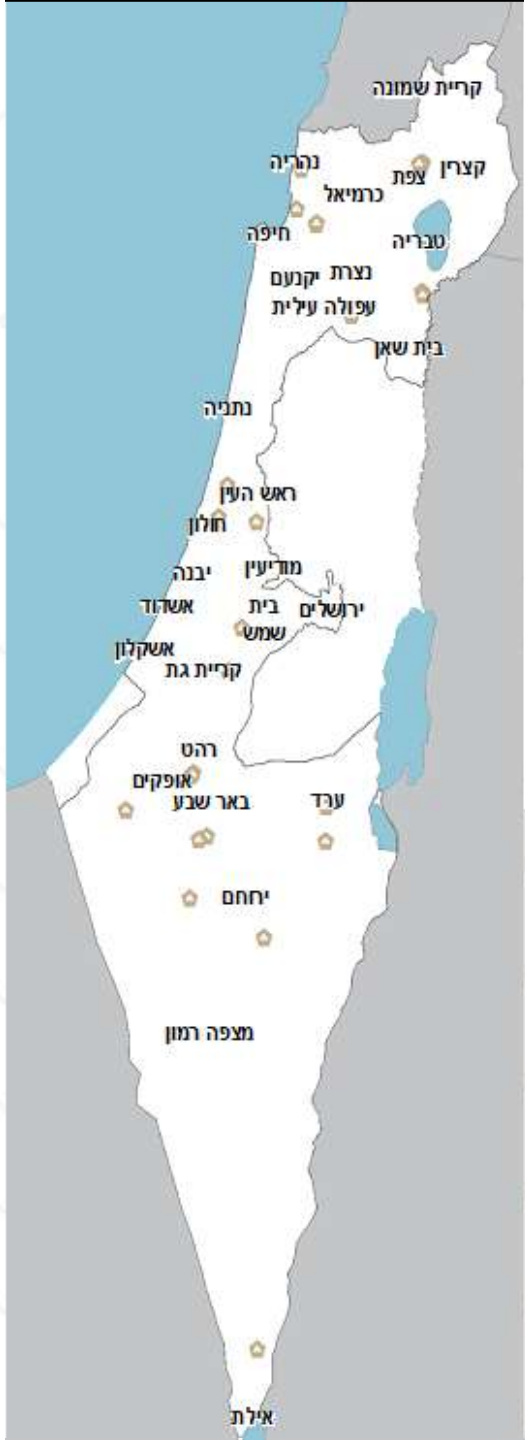 קריית שמונה
קצרין
צפת
נהריה
כרמיאל
טבריה
חיפה
נצרת
יקנעם
עפולה עילית
בית שאן
נתניה
ראש העין
חולון
מודיעין
יבנה
ירושלים
בית
שמש
אשדוד
אשקלון
קריית גת
רהט
אופקים
באר שבע
ערד
ירוחם
מצפה רמון
אילת